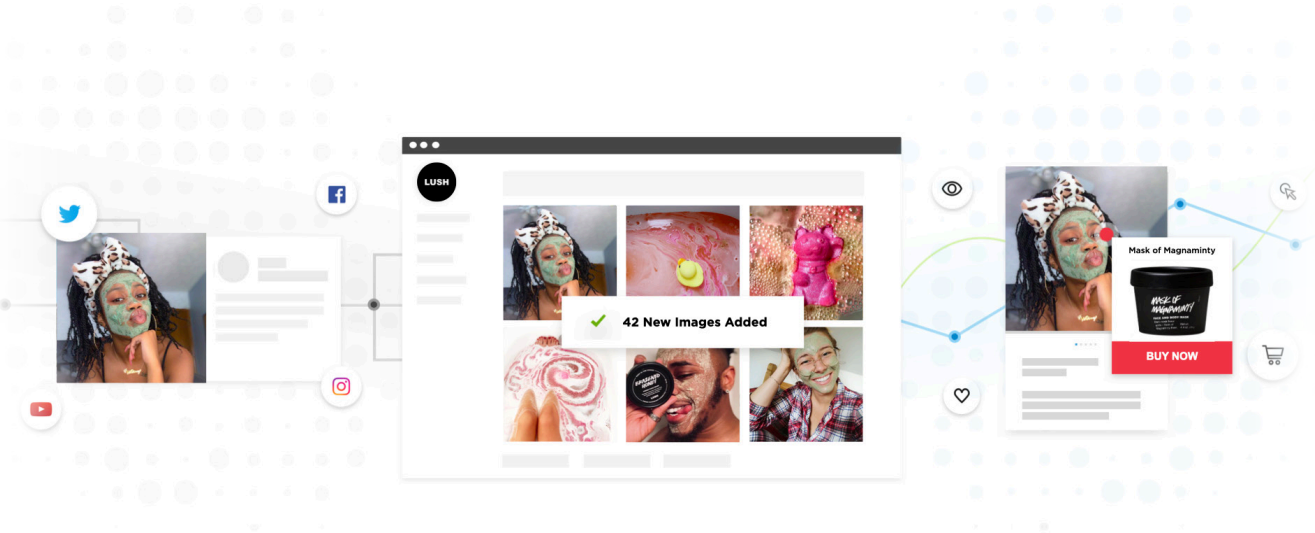 LUSH
42 New Images Added
Mask of Magnaminty
MASK OF
MAGNAMINTY
BUY NOW